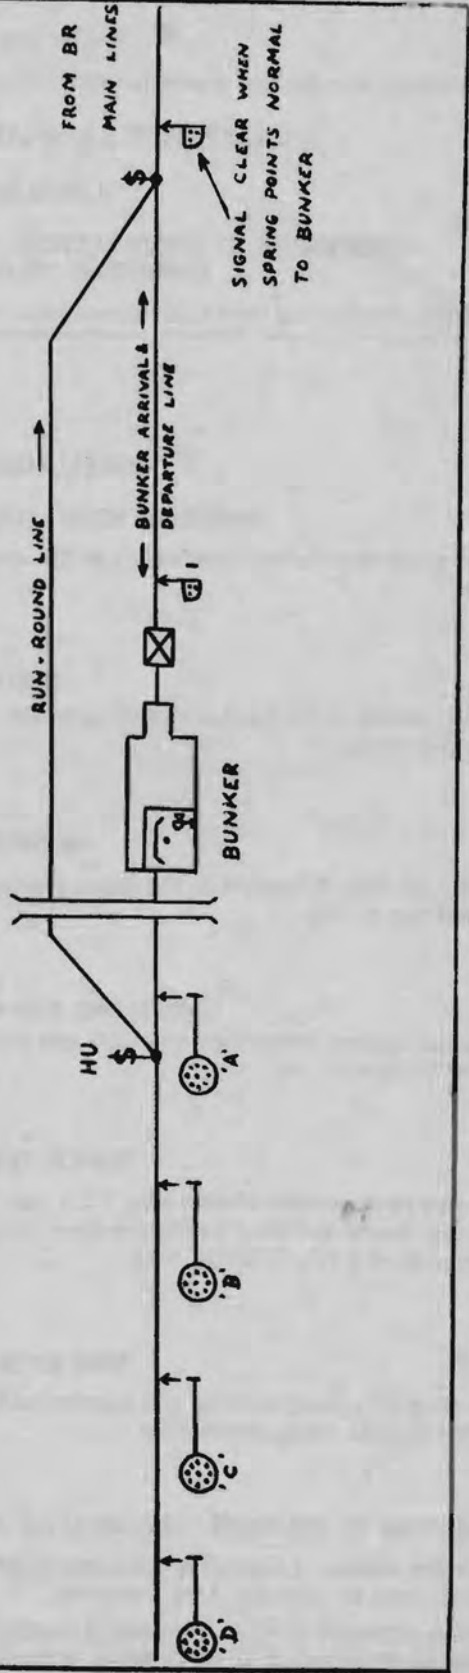 RUN-ROUND LINE
FROM BR
MAIN LINES
HU
$
$
BUNKER ARRIVAL &
DEPARTURE LINE
1
SIGNAL CLEAR WHEN
SPRING POINTS NORMAL
TO BUNKER
BUNKER
'D'
'C'
'B'
'A'